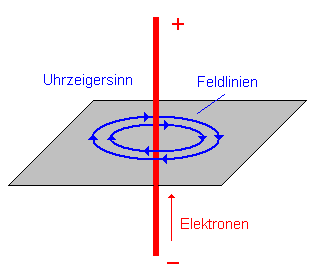 +
Uhrzeigersinn
Feldlinien
Elektronen
−